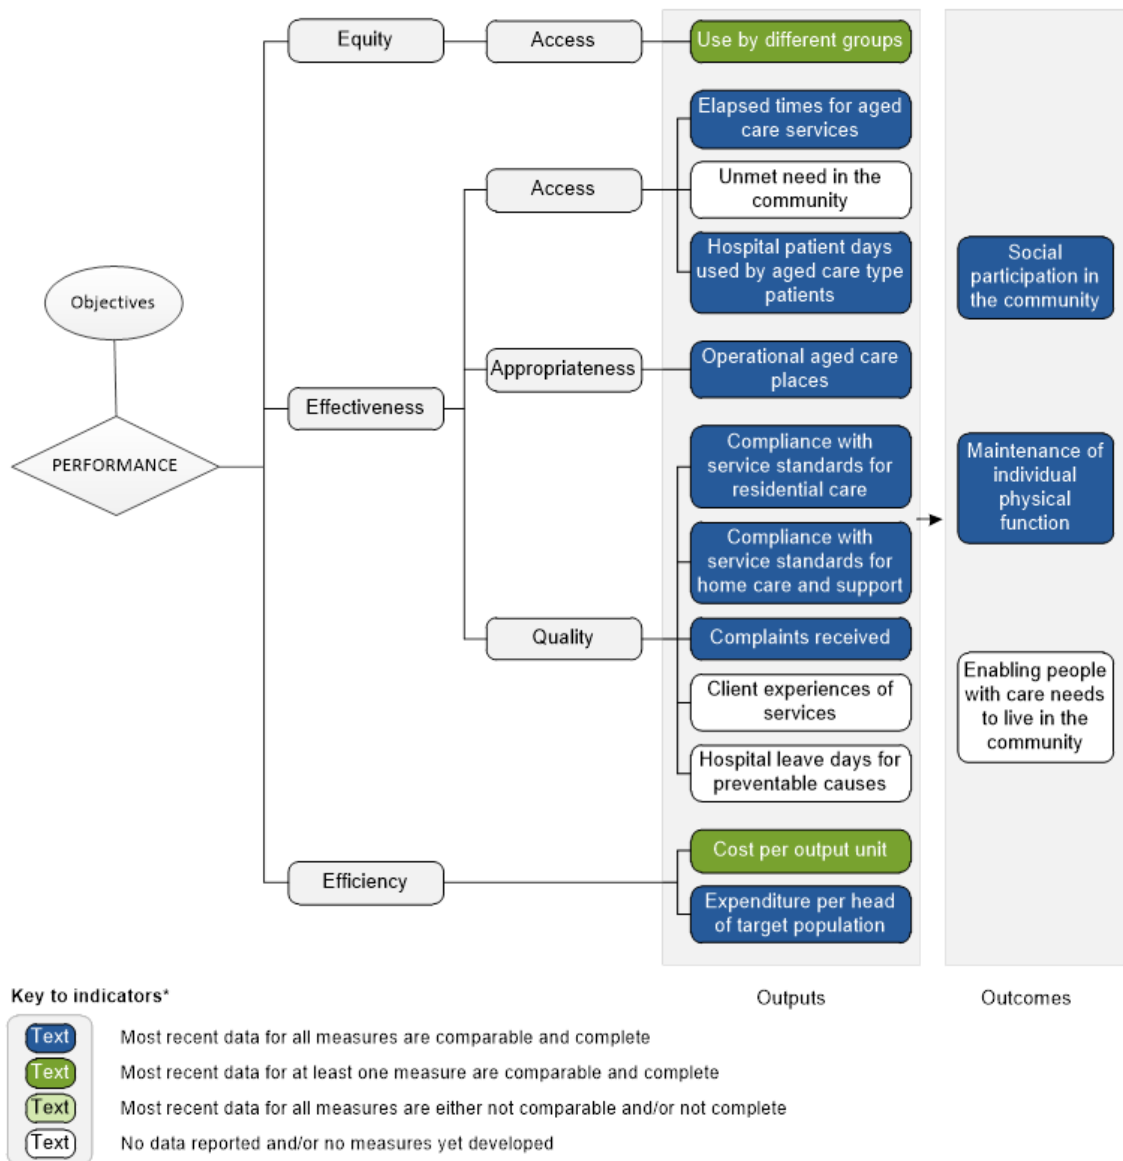 Equity
Access
Use by different groups
Elapsed times for aged
care services
Access
Unmet need in the
community
Hospital patient days
used by aged care type
patients
Social
participation in
the community
Objectives
Appropriateness
Operational aged care
places
Effectiveness
PERFORMANCE
Compliance with
service standards for
residential care
Maintenance of
individual
physical
function
Compliance with
service standards for
home care and support
Quality
Complaints received
Client experiences of
services
Enabling people
with care needs
to live in the
community
Hospital leave days for
preventable causes
Efficiency
Cost per output unit
Expenditure per head
of target population
Key to indicators*
Outputs
Outcomes
Text
Most recent data for all measures are comparable and complete
Text
Most recent data for at least one measure are comparable and complete
Text
Most recent data for all measures are either not comparable and/or not complete
Text
No data reported and/or no measures yet developed